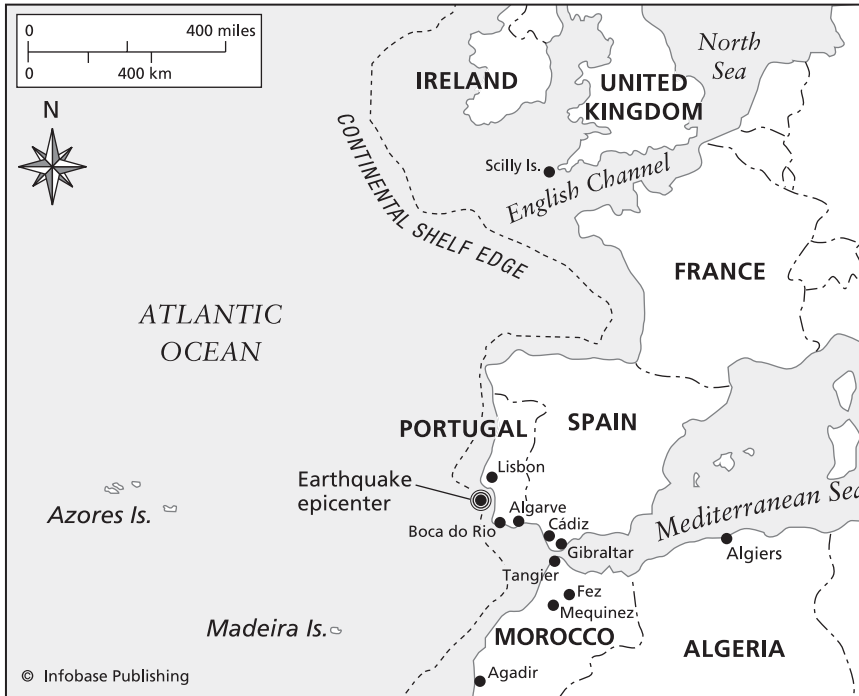 0 400 miles
0 400 km
N
IRELAND
UNITED
KINGDOM
North
Sea
CONTINENTAL SHELF EDGE
Scilly Is.
English Channel
FRANCE
ATLANTIC
OCEAN
PORTUGAL
SPAIN
Lisbon
Earthquake
epicenter
Azores Is.
Algarve
Boca do Rio
Cádiz
Gibraltar
Mediterranean Sea
Algiers
Tangier
Fez
Mequinez
Madeira Is.
MOROCCO
ALGERIA
Agadir
© Infobase Publishing